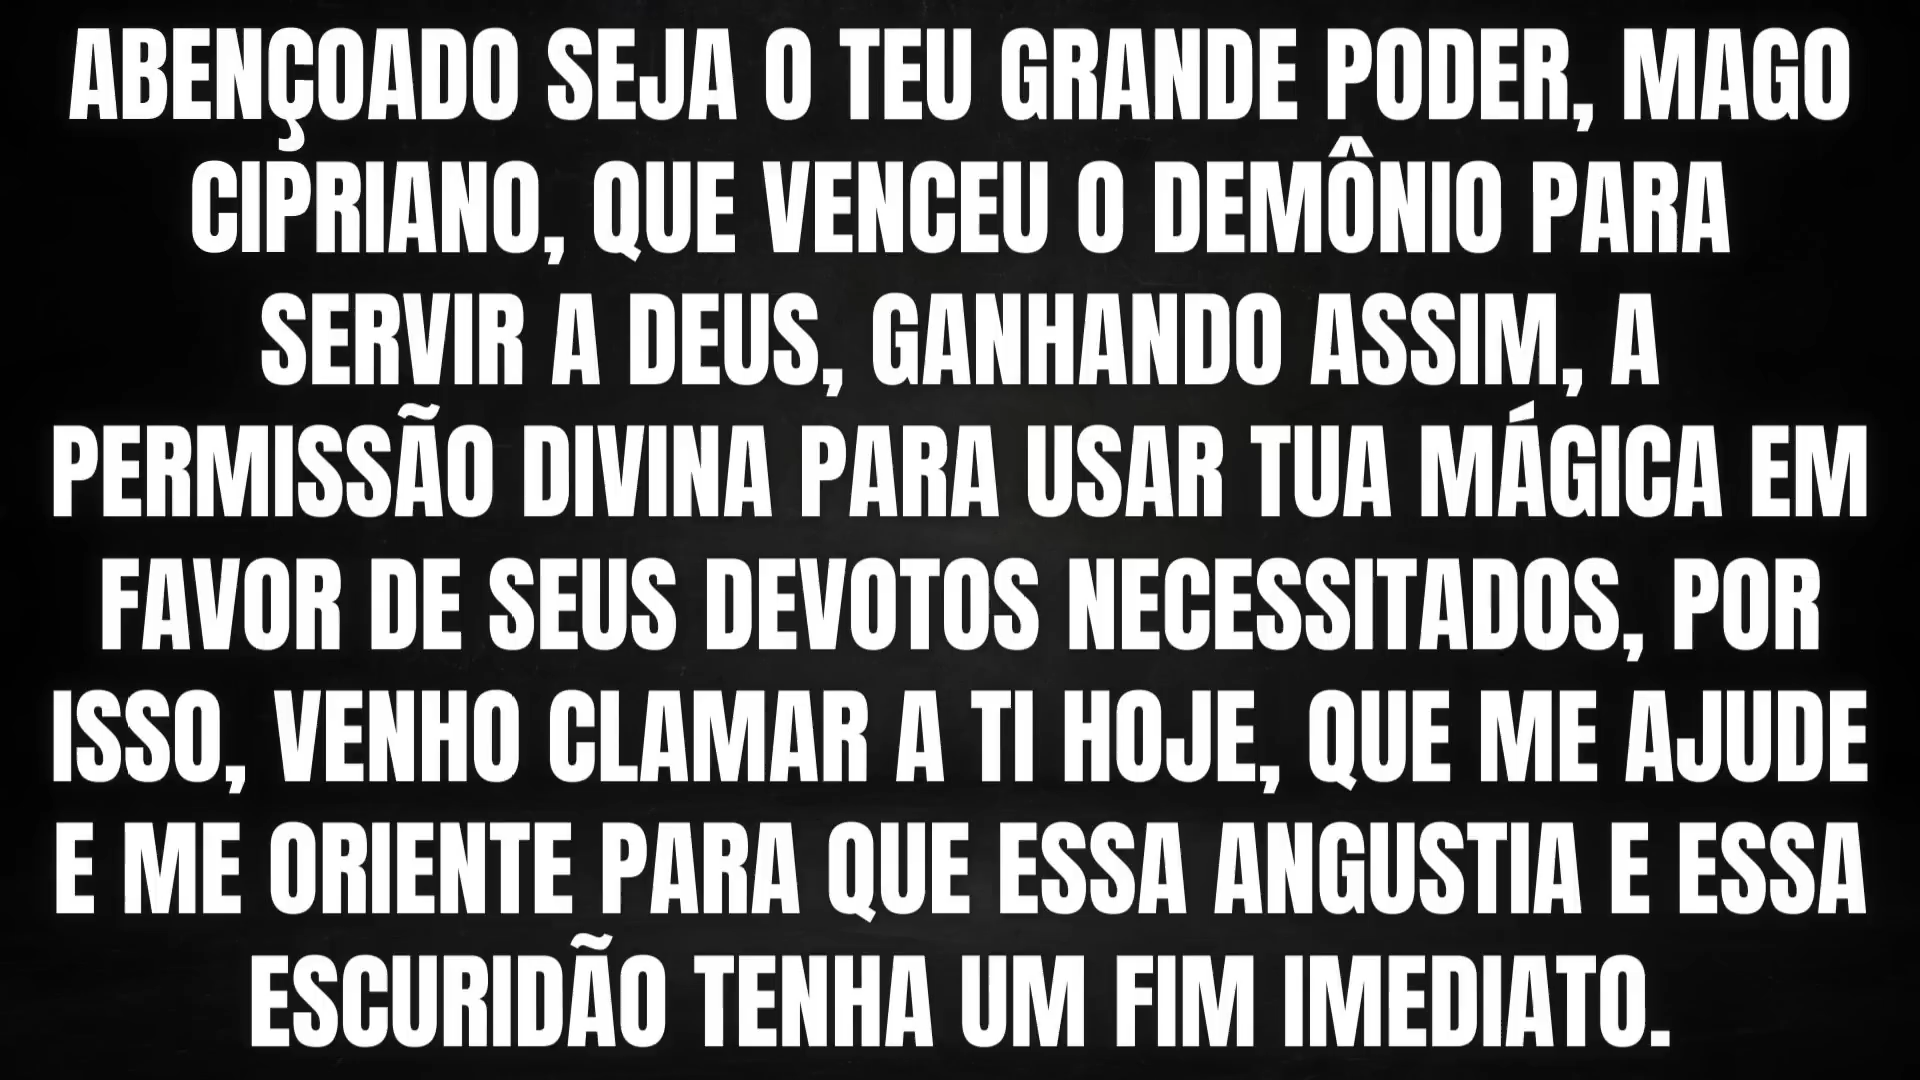 ABENÇOADO SEJA O TEU GRANDE PODER, MAGO
CIPRIANO, QUE VENCEU O DEMÔNIO PARA
SERVIR A DEUS, GANHANDO ASSIM, A
PERMISSÃO DIVINA PARA USAR TUA MÁGICA EM
FAVOR DE SEUS DEVOTOS NECESSITADOS, POR
ISSO, VENHO CLAMAR A TI HOJE, QUE ME AJUDE
E ME ORIENTE PARA QUE ESSA ANGUSTIA E ESSA
ESCURIDÃO TENHA UM FIM IMEDIATO.